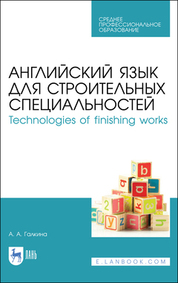 СРЕДНЕЕ
ПРОФЕССИОНАЛЬНОЕ
ОБРАЗОВАНИЕ
АНГЛИЙСКИЙ ЯЗЫК
ДЛЯ СТРОИТЕЛЬНЫХ
СПЕЦИАЛЬНОСТЕЙ
Technologies of finishing works
А. А. Галкина
ЛАНЬ
E.LANBOOK.COM